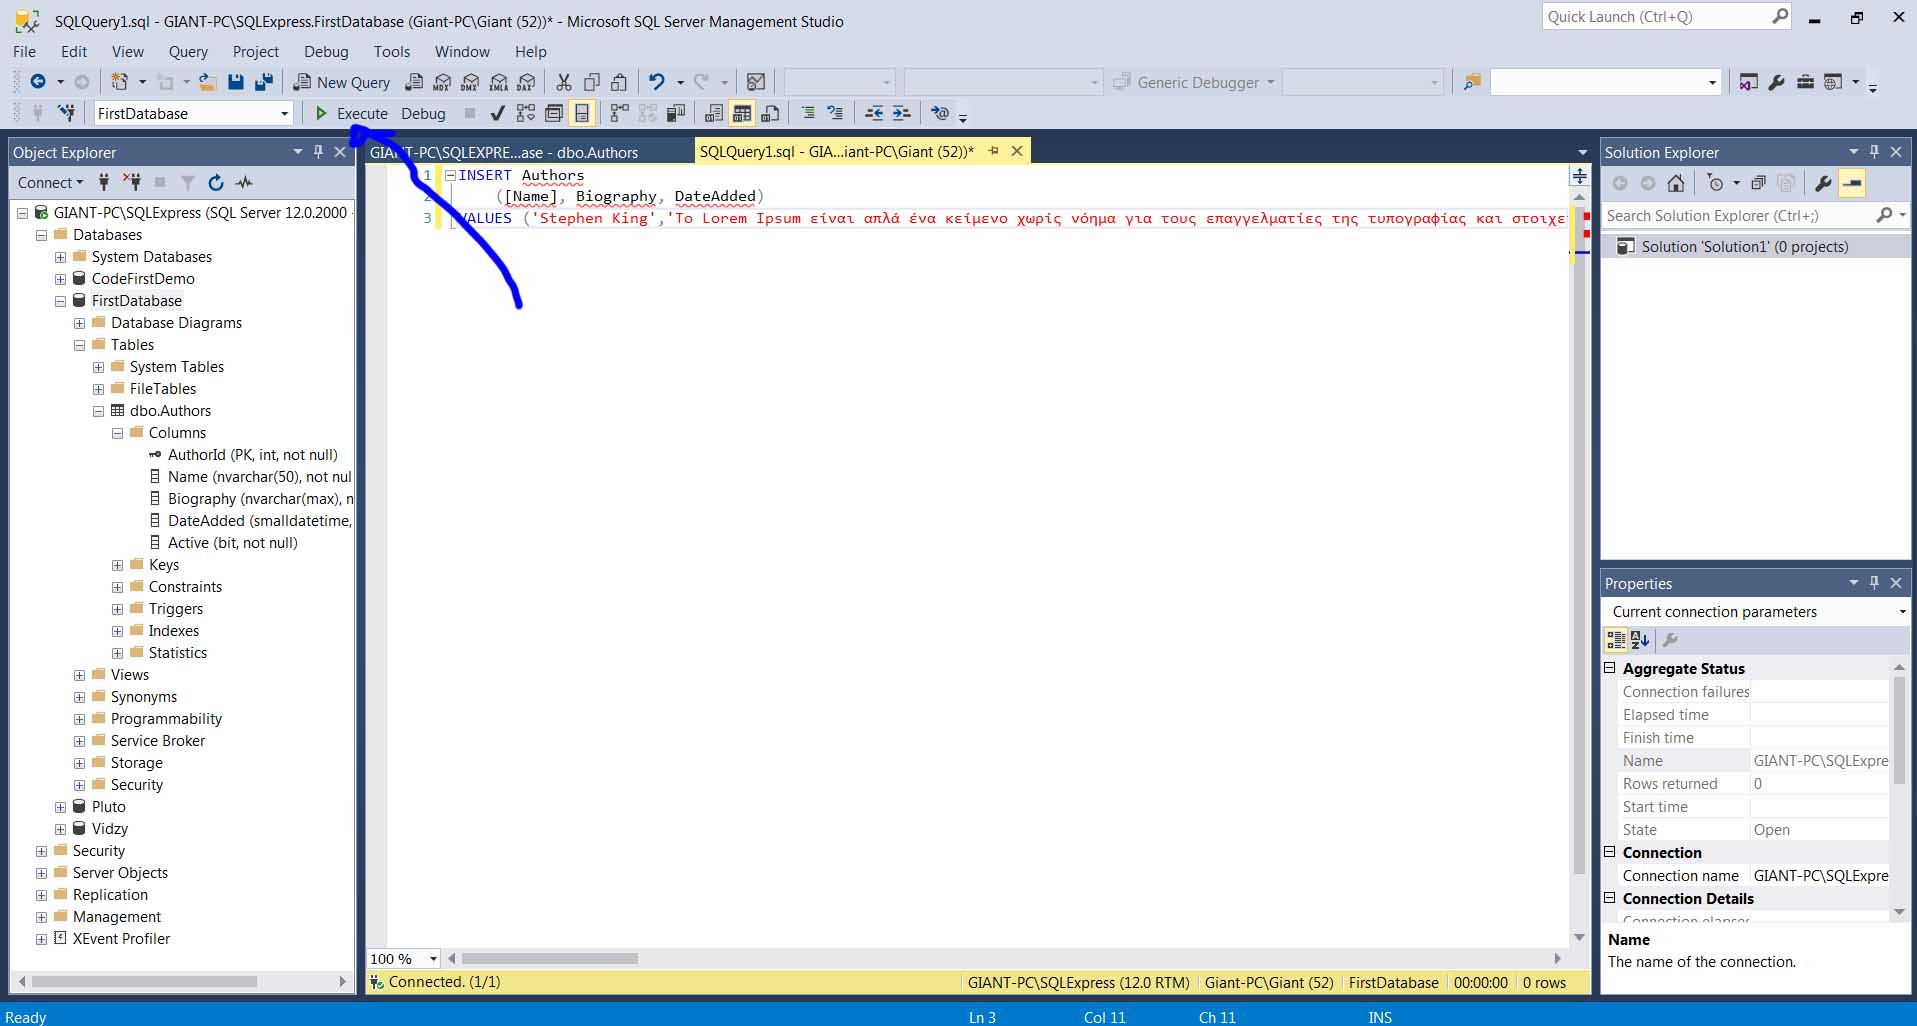 SQLQuery1.sql - GIANT-PC\SQLExpress.FirstDatabase (Giant-PC\Giant (52))* - Microsoft SQL Server Management Studio
Quick Launch (Ctrl+Q)
File Edit View Query Project Debug Tools Window Help
New Query MDX DMX XMLA DAX Generic Debugger
FirstDatabase Execute Debug
Object Explorer
Connect
GIANT-PC\SQLExpress (SQL Server 12.0.2000 -
Databases
System Databases
CodeFirstDemo
FirstDatabase
Database Diagrams
Tables
System Tables
FileTables
dbo.Authors
Columns
AuthorId (PK, int, not null)
Name (nvarchar(50), not nul
Biography (nvarchar(max), n
DateAdded (smalldatetime,
Active (bit, not null)
Keys
Constraints
Triggers
Indexes
Statistics
Views
Synonyms
Programmability
Service Broker
Storage
Security
Pluto
Vidzy
Security
Server Objects
Replication
Management
XEvent Profiler
GIANT-PC\SQLEXPRE...ase - dbo.Authors
SQLQuery1.sql - GIA...iant-PC\Giant (52))*
1 INSERT Authors
2 ([Name], Biography, DateAdded)
3 VALUES ('Stephen King','Το Lorem Ipsum είναι απλά ένα κείμενο χωρίς νόημα για τους επαγγελματίες της τυπογραφίας και στοιχε
100 %
Connected. (1/1) GIANT-PC\SQLExpress (12.0 RTM) Giant-PC\Giant (52) FirstDatabase 00:00:00 0 rows
Solution Explorer
Search Solution Explorer (Ctrl+;)
Solution 'Solution1' (0 projects)
Properties
Current connection parameters
Aggregate Status
Connection failures
Elapsed time
Finish time
Name GIANT-PC\SQLExpre
Rows returned 0
Start time
State Open
Connection
Connection name GIANT-PC\SQLExpre
Connection Details
Name
The name of the connection.
Ready Ln 3 Col 11 Ch 11 INS